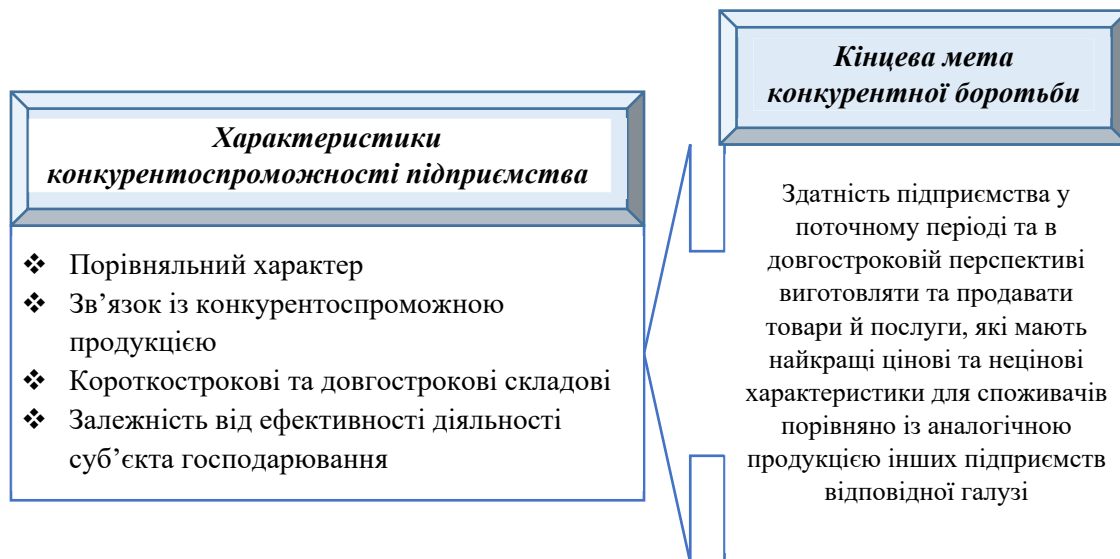 Характеристики
конкурентоспроможності підприємства
❖ Порівняльний характер
❖ Зв’язок із конкурентоспроможною
продукцією
❖ Короткострокові та довгострокові складові
❖ Залежність від ефективності діяльності
суб’єкта господарювання
Кінцева мета
конкурентної боротьби
Здатність підприємства у
поточному періоді та в
довгостроковій перспективі
виготовляти та продавати
товари й послуги, які мають
найкращі цінові та нецінові
характеристики для споживачів
порівняно із аналогічною
продукцією інших підприємств
відповідної галузі